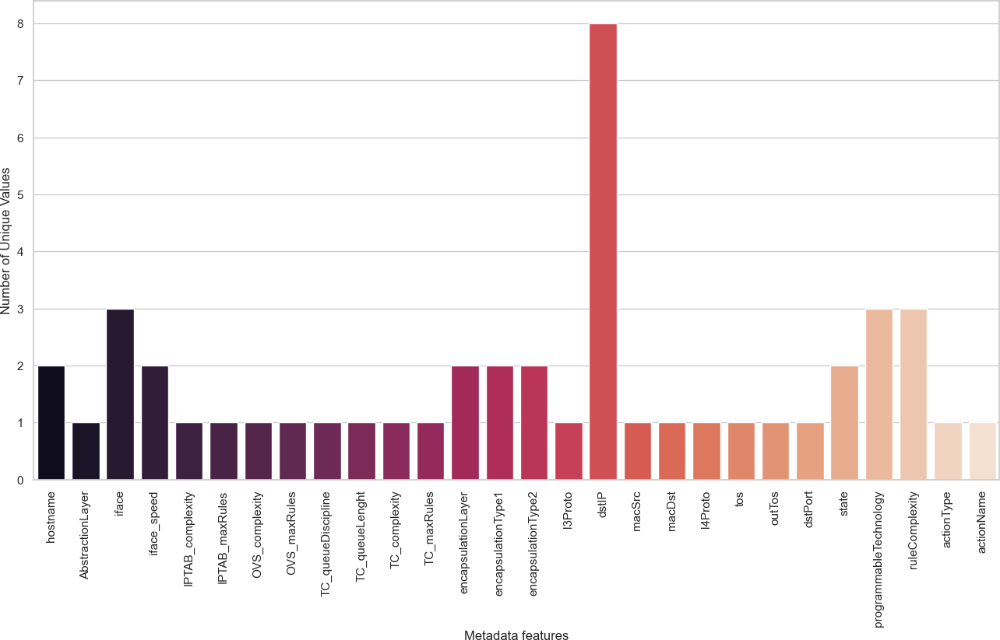 8
7
6
5
4
3
2
1
0
Number of Unique Values
hostname
AbstractionLayer
iface
iface_speed
IPTAB_complexity
IPTAB_maxRules
OVS_complexity
OVS_maxRules
TC_queueDiscipline
TC_queueLenght
TC_complexity
TC_maxRules
encapsulationLayer
encapsulationType1
encapsulationType2
l3Proto
dstIP
macSrc
macDst
l4Proto
tos
outTos
dstPort
state
programmableTechnology
ruleComplexity
actionType
actionName
Metadata features